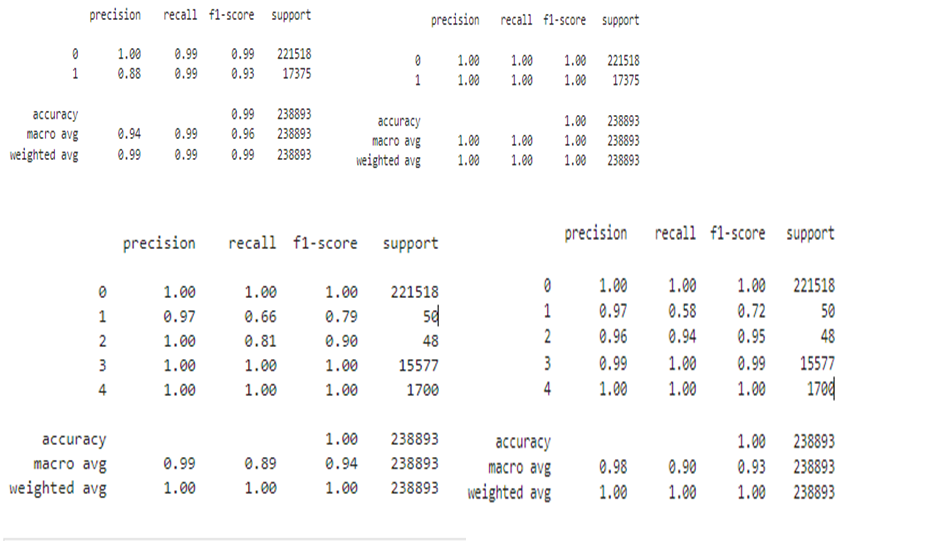 precision recall f1-score support
0 1.00 0.99 0.99 221518
1 0.88 0.99 0.93 17375
accuracy 0.99 238893
macro avg 0.94 0.99 0.96 238893
weighted avg 0.99 0.99 0.99 238893
precision recall f1-score support
0 1.00 1.00 1.00 221518
1 1.00 1.00 1.00 17375
accuracy 1.00 238893
macro avg 1.00 1.00 1.00 238893
weighted avg 1.00 1.00 1.00 238893
precision recall f1-score support
0 1.00 1.00 1.00 221518
1 0.97 0.66 0.79 50
2 1.00 0.81 0.90 48
3 1.00 1.00 1.00 15577
4 1.00 1.00 1.00 1700
accuracy 1.00 238893
macro avg 0.99 0.89 0.94 238893
weighted avg 1.00 1.00 1.00 238893
precision recall f1-score support
0 1.00 1.00 1.00 221518
1 0.97 0.58 0.72 50
2 0.96 0.94 0.95 48
3 0.99 1.00 0.99 15577
4 1.00 1.00 1.00 1700
accuracy 1.00 238893
macro avg 0.98 0.90 0.93 238893
weighted avg 1.00 1.00 1.00 238893